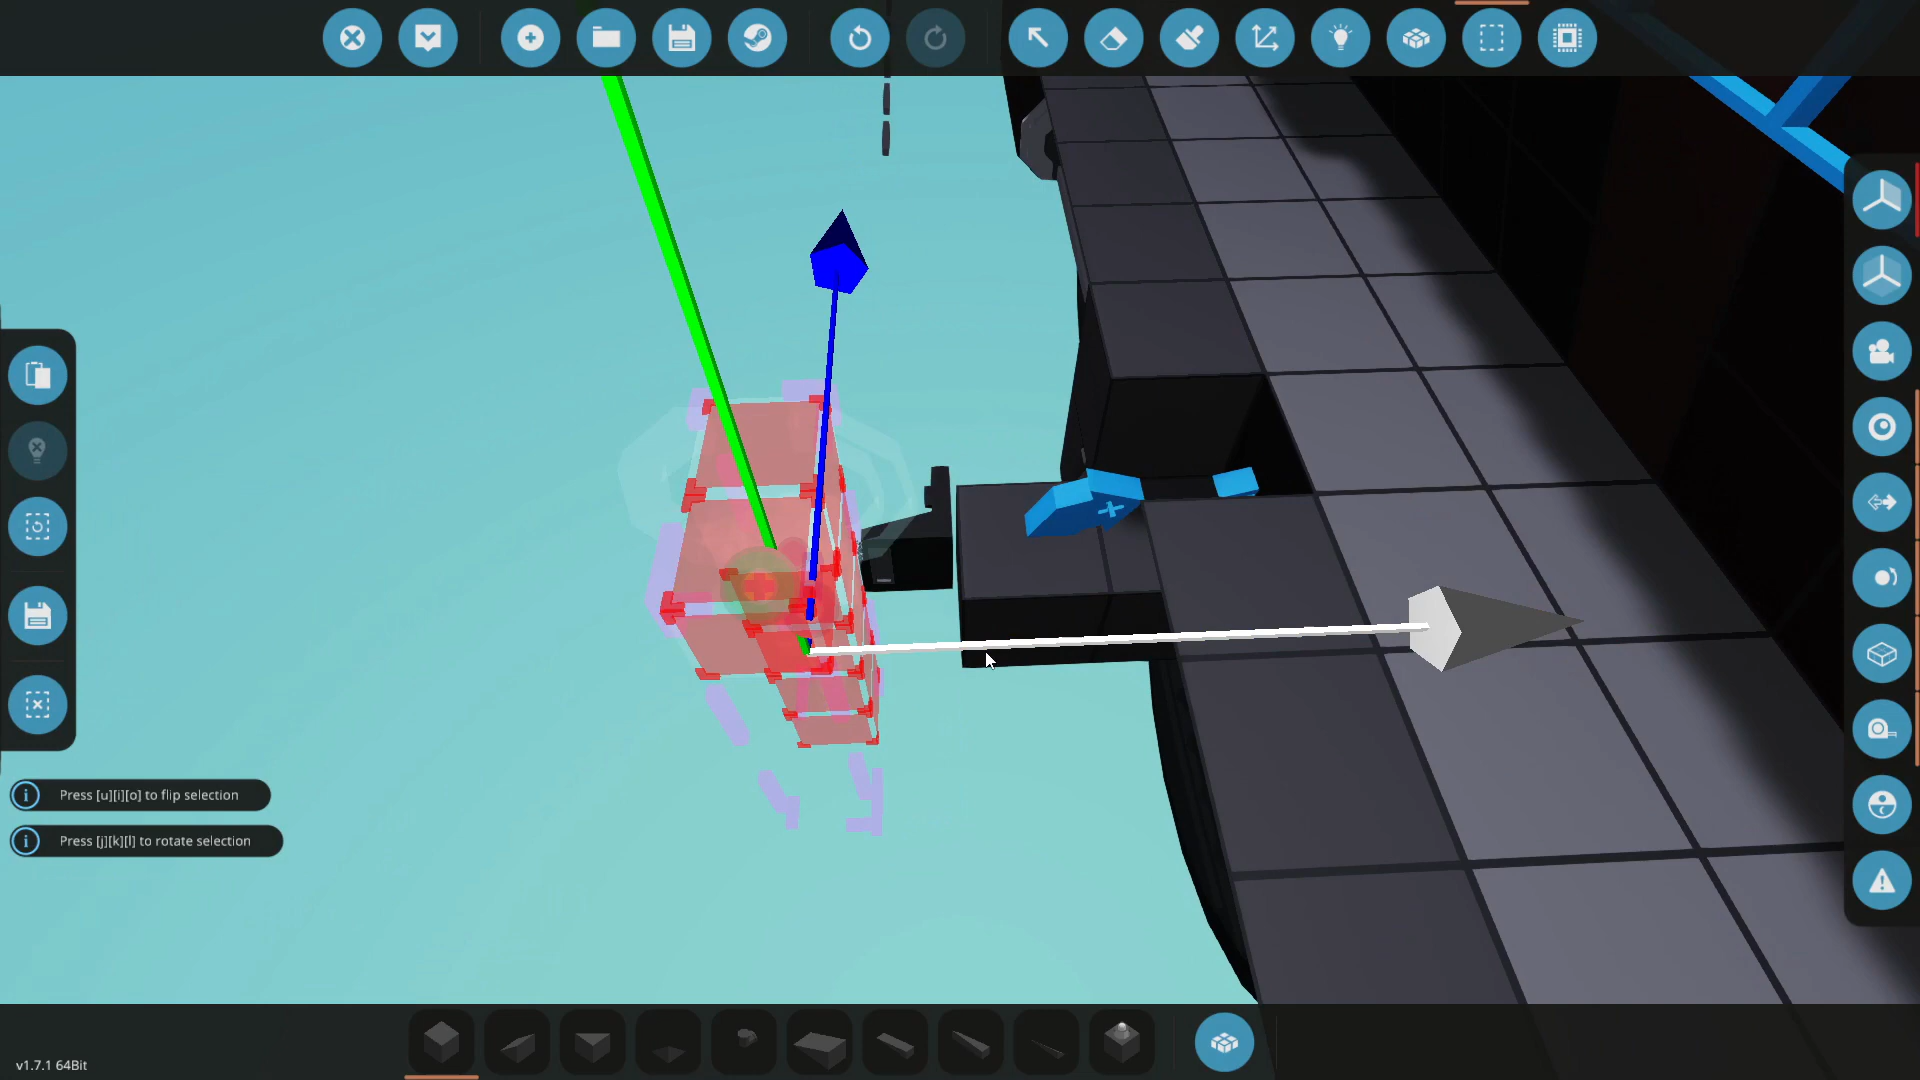 Press [u][i][o] to flip selection
Press [j][k][l] to rotate selection
v1.7.1 64Bit